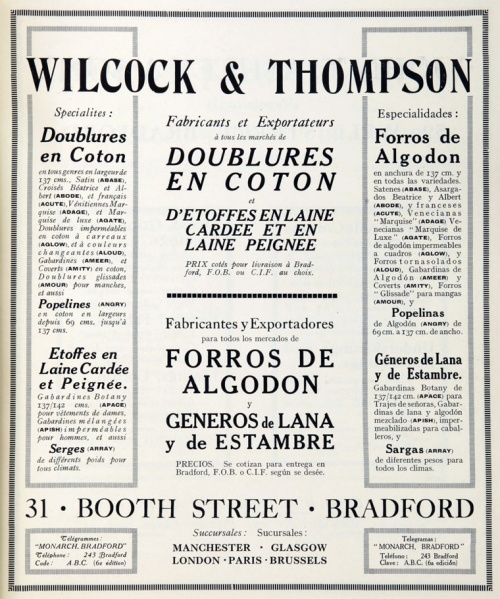 WILCOCK & THOMPSON
Specialites :
Doublures
en Coton
en tous genres en largeur de
137 cms., Satin (ABASE),
Croisés Béatrice et Al-
bert (ABODE), et français
(ACUTE), Vénitiennes Mar-
quise (ADAGE), et Mar-
quise de luxe (AGATE),
Doublures imperméables
en coton à carreaux
(AGLOW), et à couleurs
changeantes (ALOUD),
Gabardines (AMEER), et
Coverts (AMITY) en coton,
Doublures glissades
(AMOUR) pour manches,
et aussi
Popelines (ANGRY)
en coton en largeurs
depuis 69 cms. jusqu'à
137 cms.
Etoffes en
Laine Cardée
et Peignée.
Gabardines Botany
137/142 cms. (APACE)
pour vêtements de dames,
Gabardines mélangées
(APISH) imperméables
pour hommes, et aussi
Serges (ARRAY)
de différents poids pour
tous climats.
Fabricants et Exportateurs
à tous les marchés de
DOUBLURES
EN COTON
et
D'ETOFFES EN LAINE
CARDÉE ET EN
LAINE PEIGNÉE
PRIX cotés pour livraison à Brad-
ford, F.O.B. ou C.I.F. au choix.
Fabricantes y Exportadores
para todos los mercados de
FORROS DE
ALGODON
y
GENEROS de LANA
y de ESTAMBRE
PRECIOS. Se cotizan para entrega en
Bradford, F.O.B. o C.I.F. según se desée.
Especialidades :
Forros de
Algodon
en anchura de 137 cm. y
en todas las variedades.
Satenes (ABASE), Asarga-
dos Beatrice y Albert
(ABODE), y franceses
(ACUTE), Venecianas
"Marquise" (ADAGE) Ve-
necianas "Marquise de
Luxe" (AGATE), Forros
de algodón impermeables
a cuadros (AGLOW), y
Forros tornasolados
(ALOUD), Gabardinas de
Algodón (AMEER) y
Coverts (AMITY), Forros
"Glissade" para mangas
(AMOUR), y
Popelinas
de Algodón (ANGRY) de
69 cm. a 137 cm. de ancho.
Géneros de Lana
y de Estambre.
Gabardinas Botany de
137/142 cm. (APACE) para
Trajes de señoras, Gabar-
dinas de lana y algodón
mezclado (APISH), imper-
meabilizadas para cabal-
leros, y
Sargas (ARRAY)
de diferentes pesos para
todos los climas.
31 · BOOTH STREET · BRADFORD
Télégrammes :
"MONARCH, BRADFORD"
Téléphone : 243 Bradford
Code : A.B.C. (6e édition)
Succursales : Sucursales :
MANCHESTER · GLASGOW
LONDON · PARIS · BRUSSELS
Telegramas :
"MONARCH, BRADFORD"
Teléfono : 243 Bradford
Clave : A.B.C. (6a edición)